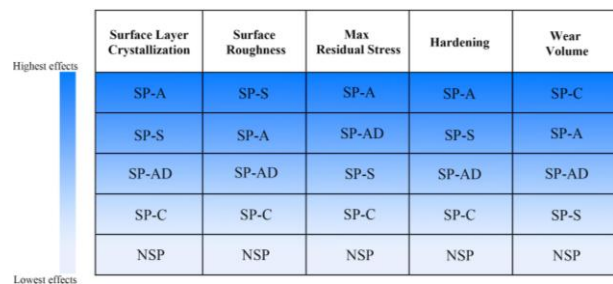 Surface Layer Crystallization
Surface Roughness
Max Residual Stress
Hardening
Wear Volume
Highest effects
SP-A SP-S SP-A SP-A SP-C
SP-S SP-A SP-AD SP-S SP-A
SP-AD SP-AD SP-S SP-AD SP-AD
SP-C SP-C SP-C SP-C SP-S
NSP NSP NSP NSP NSP
Lowest effects